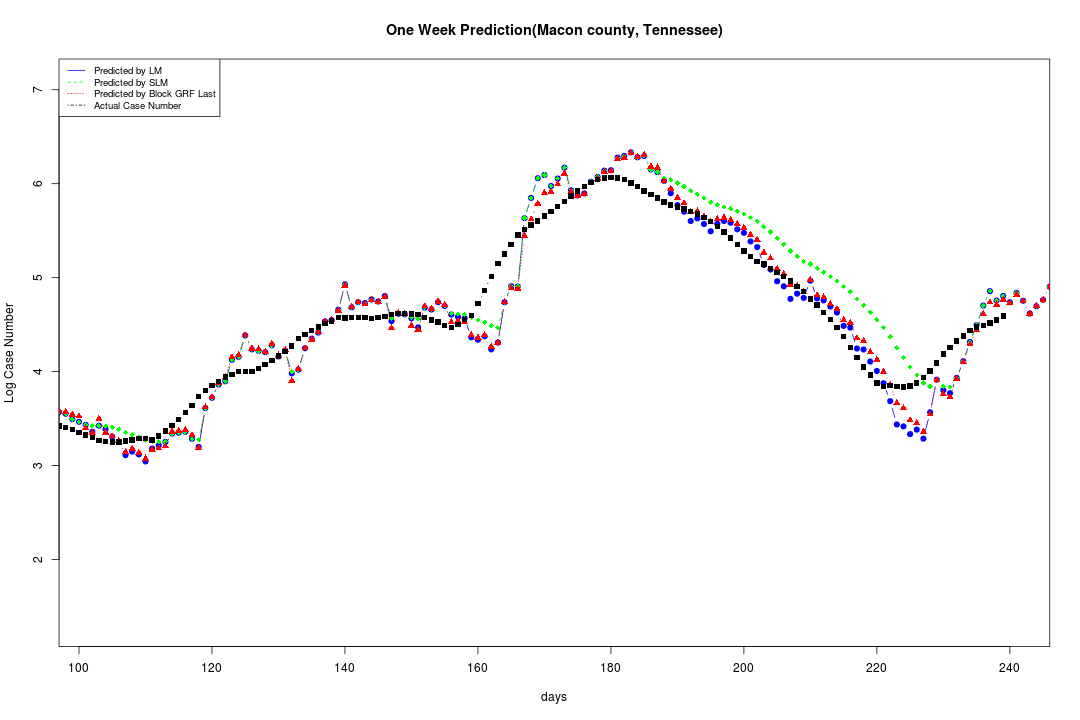 One Week Prediction(Macon county, Tennessee)
Predicted by LM
Predicted by SLM
Predicted by Block GRF Last
Actual Case Number
7
6
5
4
3
2
Log Case Number
100 120 140 160 180 200 220 240
days